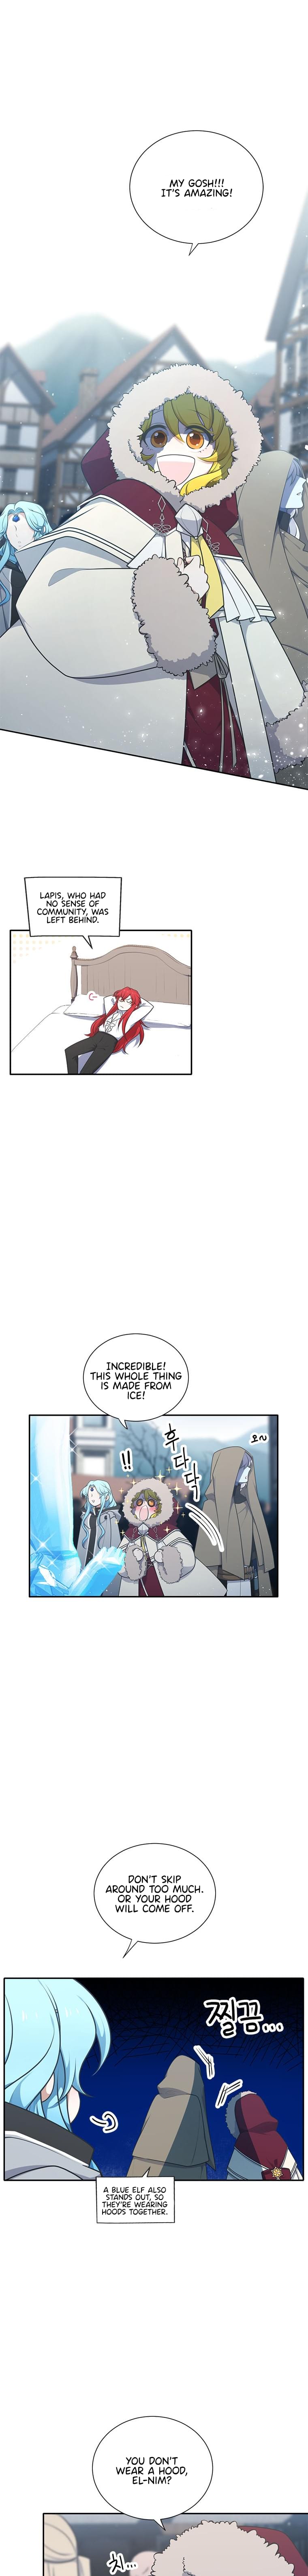 MY GOSH!!!
IT'S AMAZING!
LAPIS, WHO HAD
NO SENSE OF
COMMUNITY, WAS
LEFT BEHIND.
INCREDIBLE!
THIS WHOLE THING
IS MADE FROM
ICE!
!!
후
다
닥
오~
DON'T SKIP
AROUND TOO MUCH.
OR YOUR HOOD
WILL COME OFF.
찔끔...
A BLUE ELF ALSO
STANDS OUT, SO
THEY'RE WEARING
HOODS TOGETHER.
YOU DON'T
WEAR A HOOD,
EL-NIM?
치...